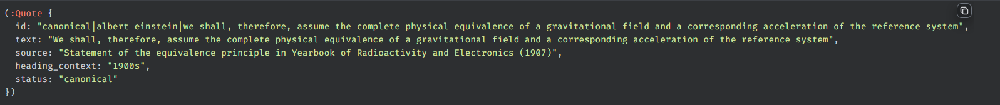 (:Quote {
  id: "canonical|albert einstein|we shall, therefore, assume the complete physical equivalence of a gravitational field and a corresponding acceleration of the reference system",
  text: "We shall, therefore, assume the complete physical equivalence of a gravitational field and a corresponding acceleration of the reference system",
  source: "Statement of the equivalence principle in Yearbook of Radioactivity and Electronics (1907)",
  heading_context: "1900s",
  status: "canonical"
})